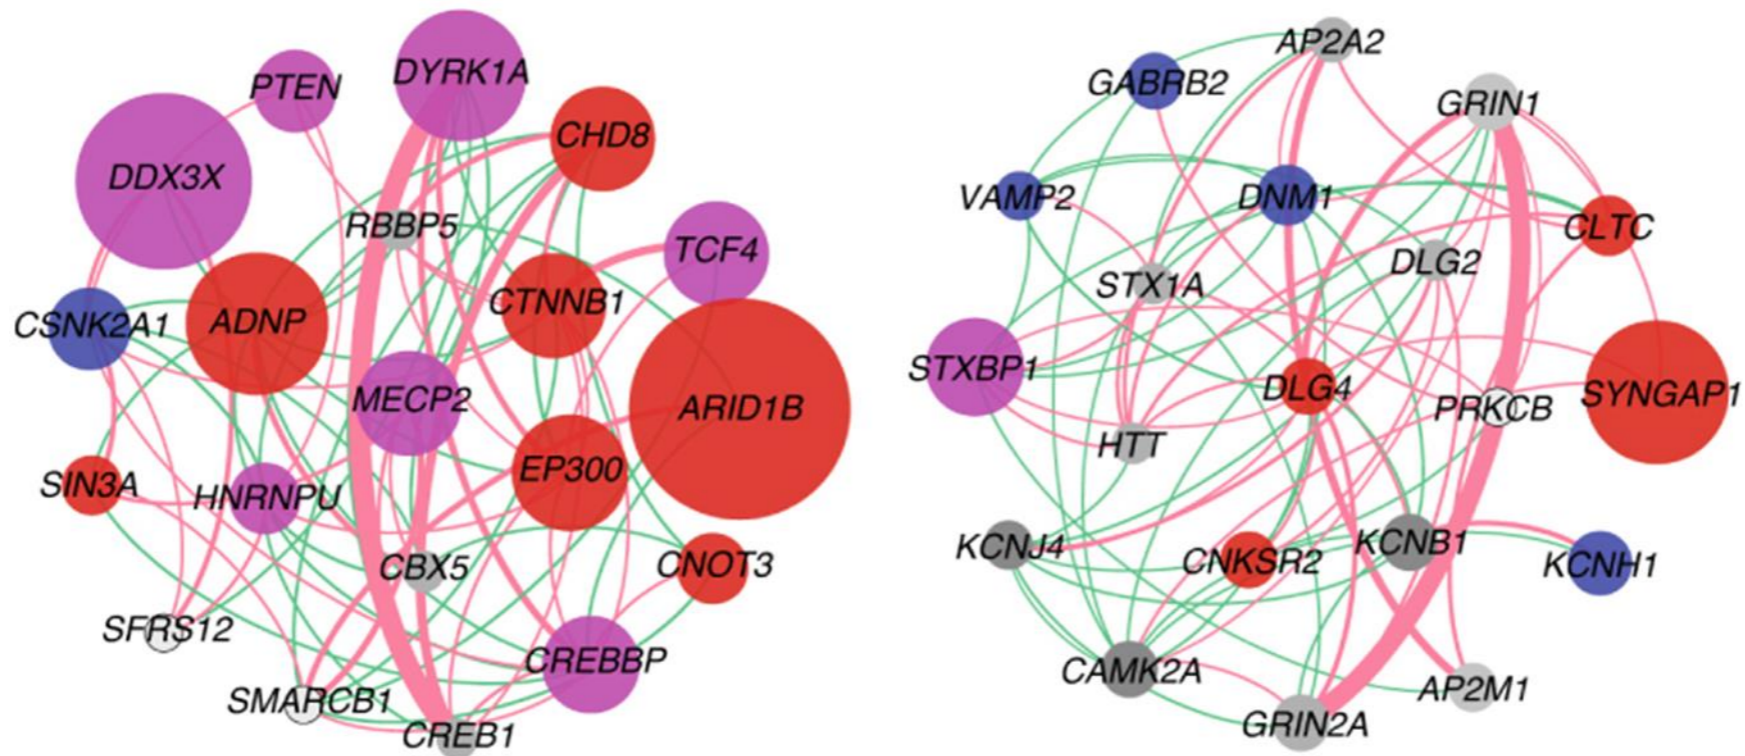 DYRK1A
PTEN
CHD8
DDX3X
RBBP5
TCF4
CTNNB1
CSNK2A1
ADNP
MECP2
ARID1B
EP300
SIN3A
HNRNPU
CBX5
CNOT3
SFRS12
CREBBP
SMARCB1
CREB1
AP2A2
GABRB2
GRIN1
VAMP2
DNM1
CLTC
DLG2
STX1A
STXBP1
DLG4
PRKCB
SYNGAP1
HTT
KCNJ4
CNKSR2
KCNB1
KCNH1
CAMK2A
AP2M1
GRIN2A